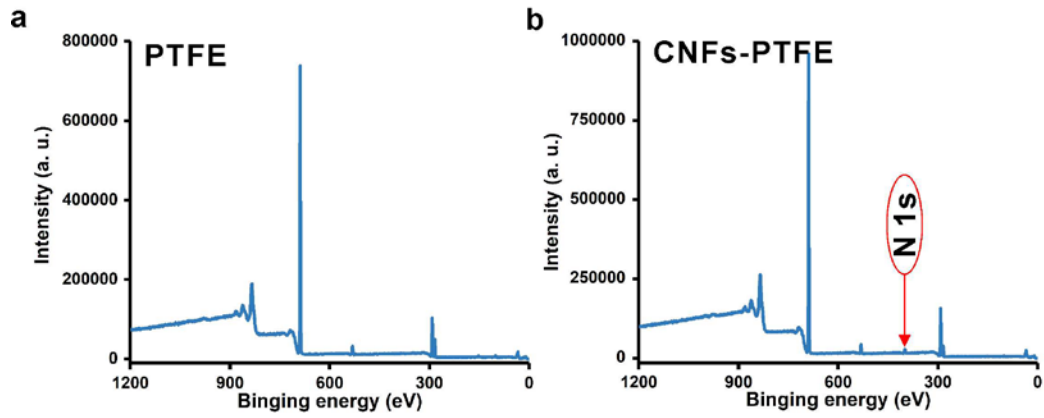 a
PTFE
800000
600000
400000
200000
0
Intensity (a. u.)
1200
900
600
300
0
Binging energy (eV)
b
CNFs-PTFE
1000000
750000
500000
250000
0
Intensity (a. u.)
N 1s
1200
900
600
300
0
Binging energy (eV)